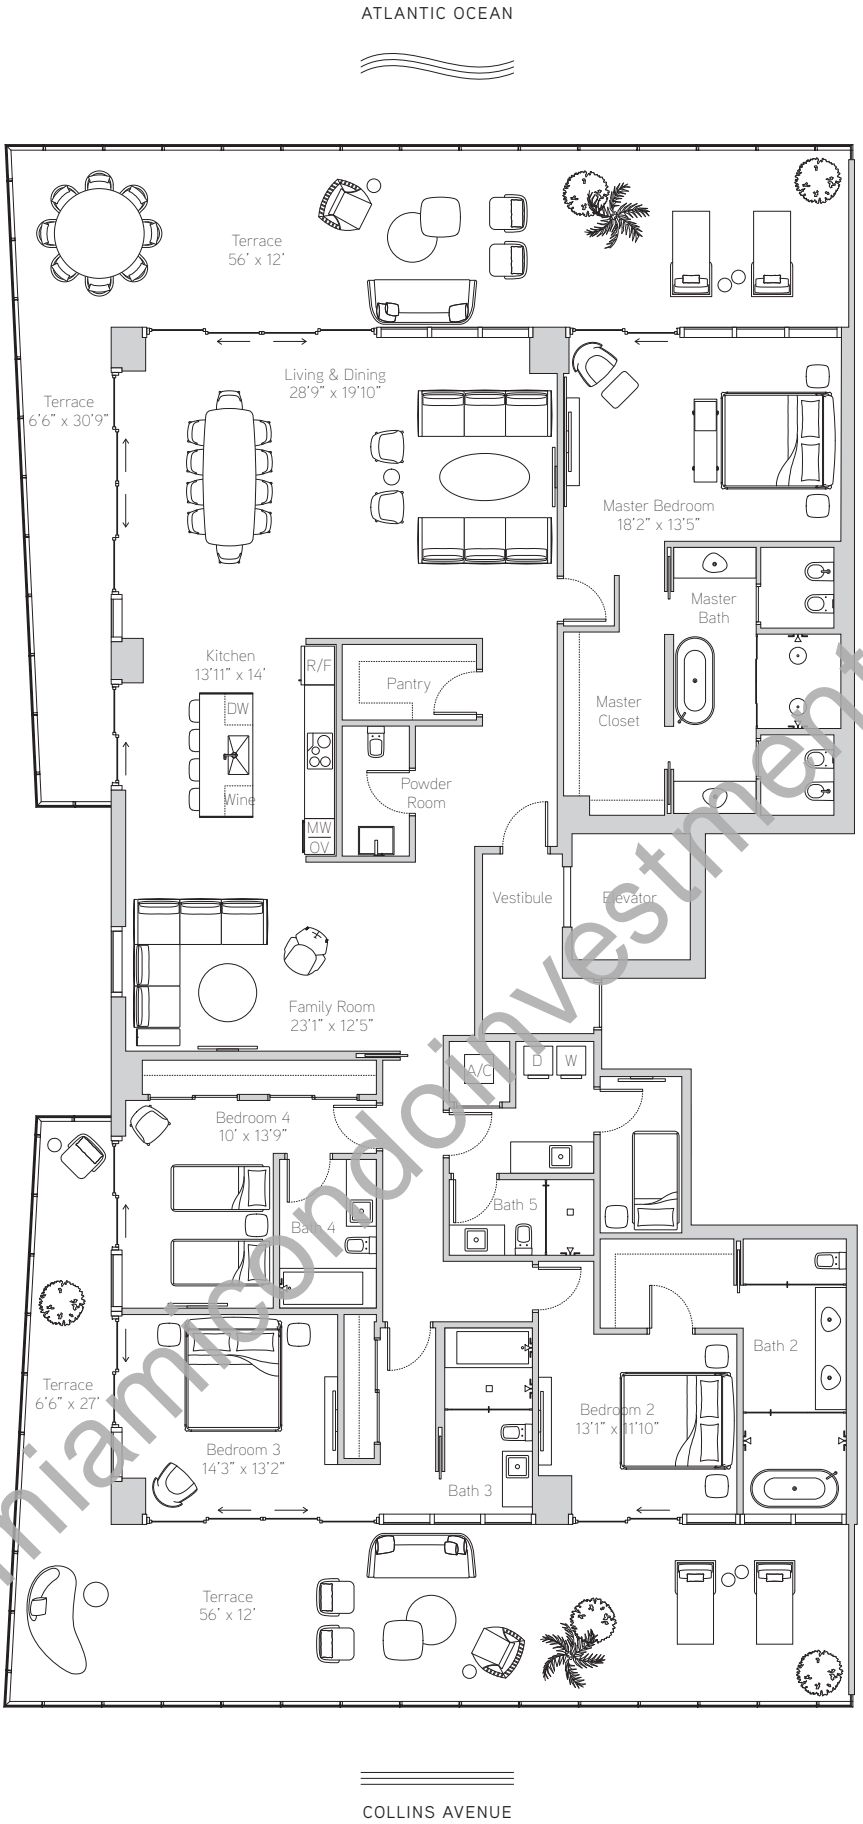 ATLANTIC OCEAN
Terrace
56' x 12'
Living & Dining
28'9" x 19'10"
Terrace
6'6" x 30'9"
Master Bedroom
18'2" x 13'5"
Master
Bath
Kitchen
13'11" x 14'
R/F
Pantry
Master
Closet
DW
Powder
Room
Wine
MW
OV
Vestibule
Elevator
Family Room
23'1" x 12'5"
A/C
D
W
Bedroom 4
10' x 13'9"
Bath 5
Bath 4
Bath 2
Terrace
6'6" x 27'
Bedroom 2
13'1" x 11'10"
Bedroom 3
14'3" x 13'2"
Bath 3
Terrace
56' x 12'
COLLINS AVENUE
miamicondoinvestment